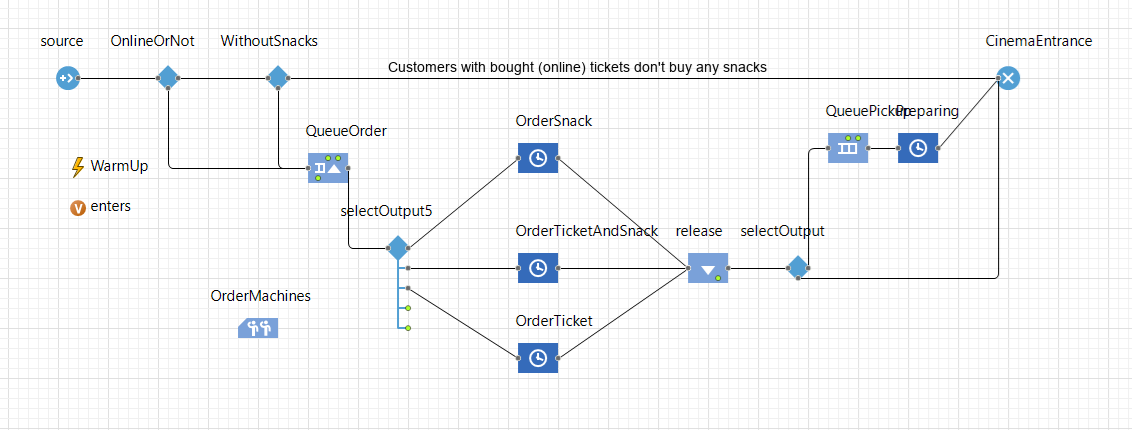 source
OnlineOrNot
WithoutSnacks
CinemaEntrance
Customers with bought (online) tickets don't buy any snacks
QueueOrder
OrderSnack
QueuePickup
Preparing
WarmUp
V
enters
selectOutput5
OrderTicketAndSnack
release
selectOutput
OrderMachines
OrderTicket